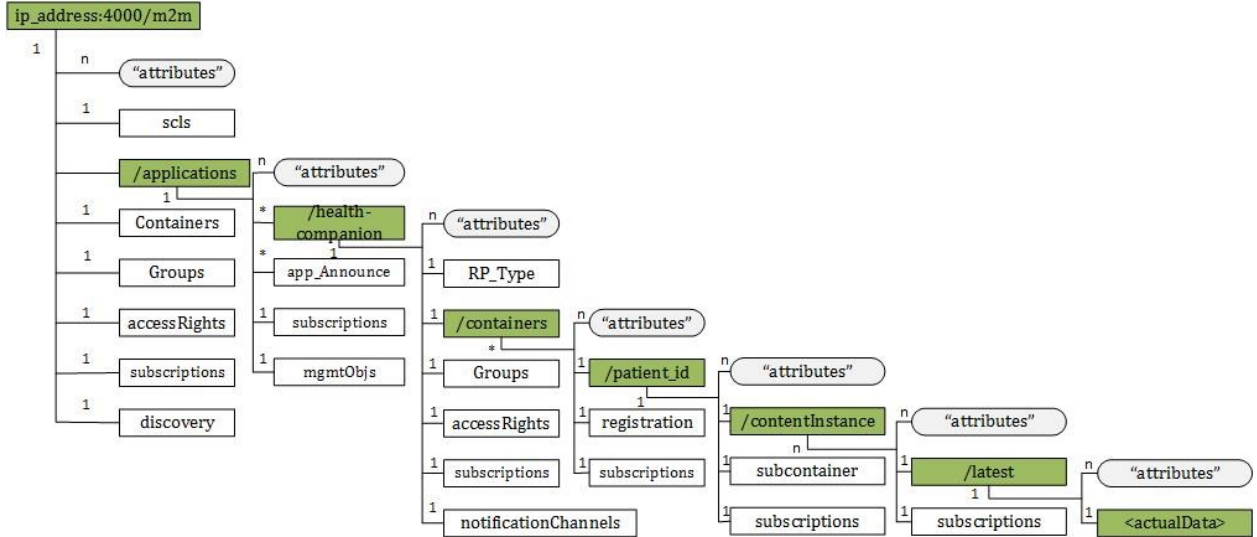 ip_address:4000/m2m
1
n
“attributes”
1
scls
/applications
1
1
Containers
1
Groups
1
accessRights
1
subscriptions
1
discovery
n
“attributes”
*
/health-
companion
1
*
app_Announce
1
subscriptions
1
mgmtObjs
n
“attributes”
1
RP_Type
1
/containers
*
1
Groups
1
accessRights
1
subscriptions
1
notificationChannels
n
“attributes”
1
/patient_id
1
1
registration
1
subscriptions
n
“attributes”
1
/contentInstance
n
1
subcontainer
1
subscriptions
n
“attributes”
1
/latest
1
1
subscriptions
n
“attributes”
1
<actualData>